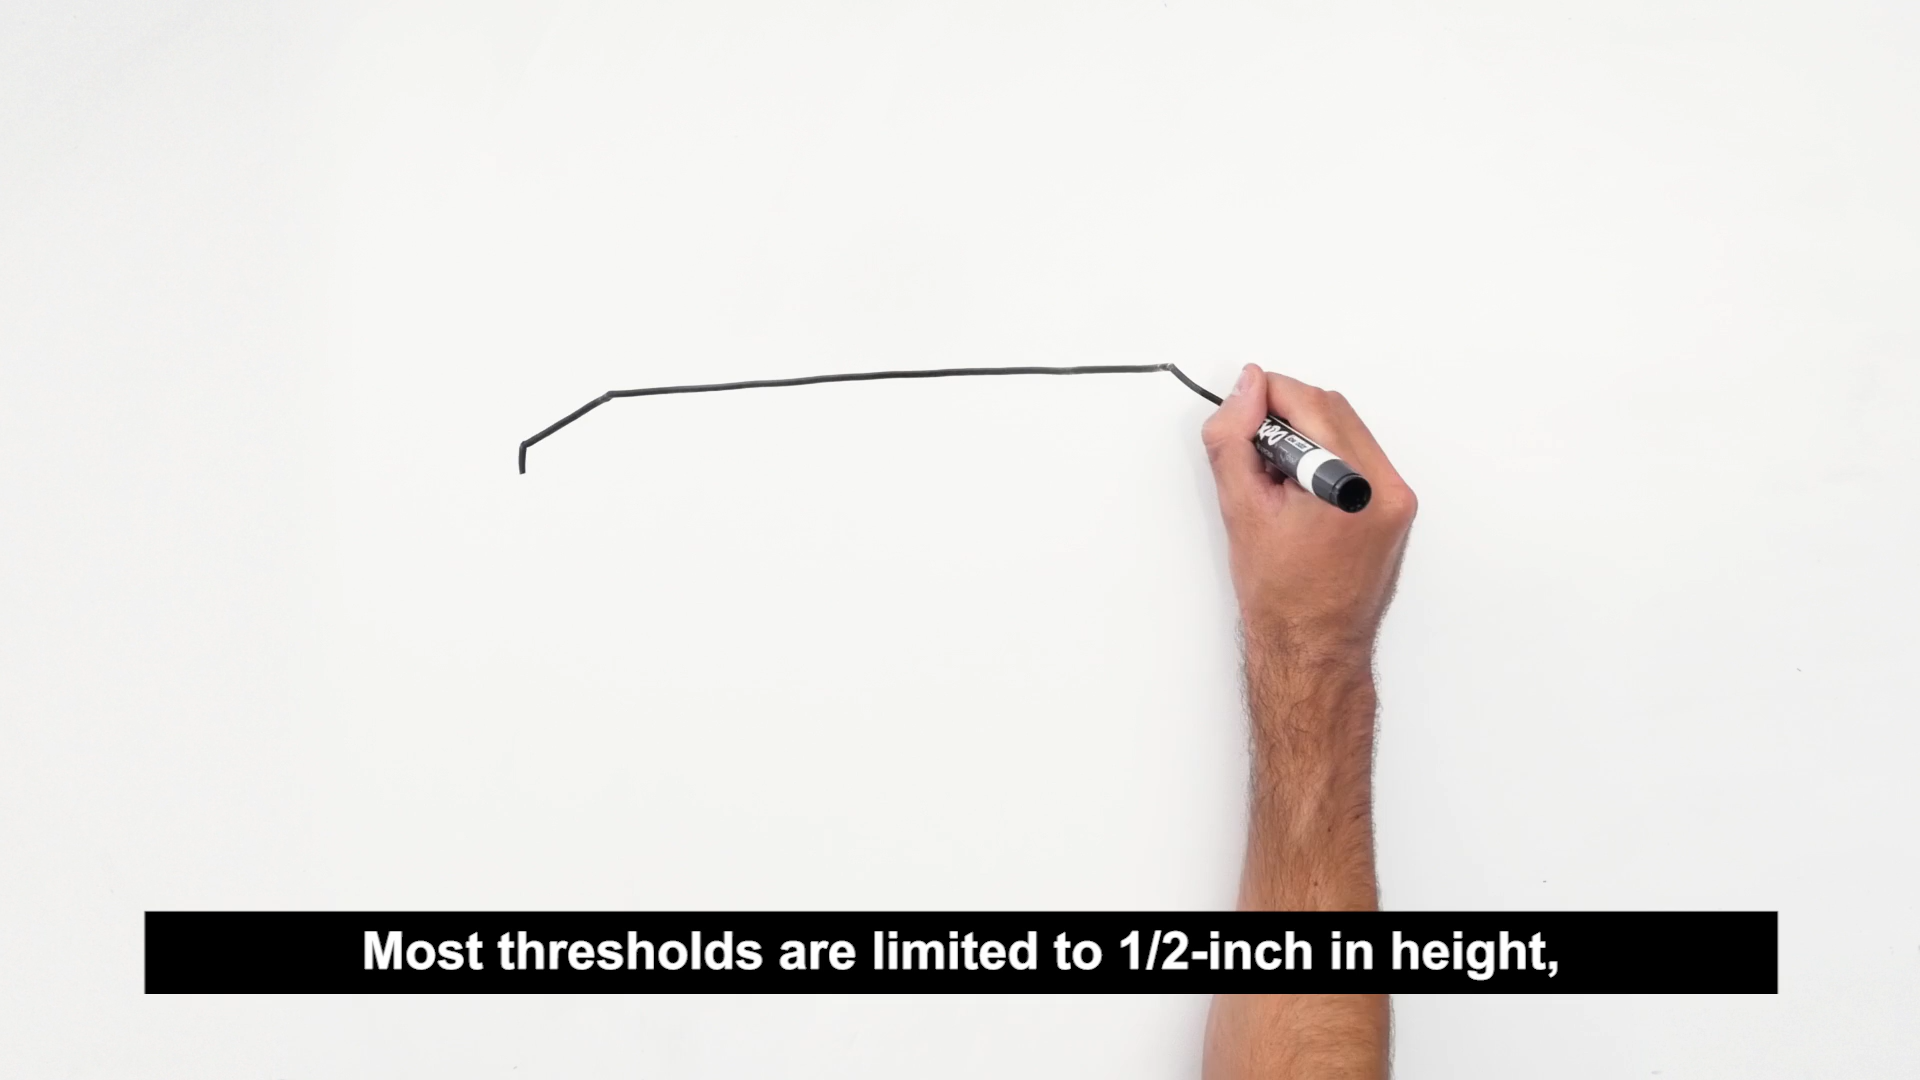 Most thresholds are limited to 1/2-inch in height,